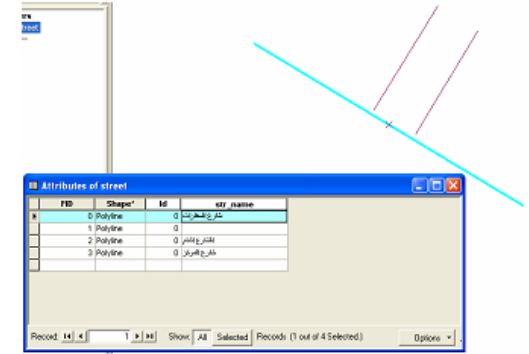 street
Attributes of street
FID Shape* Id str_name
0 Polyline 0 شارع
1 Polyline 0
2 Polyline 0
3 Polyline 0 شارع
Record: 1 Show: All Selected Records (1 out of 4 Selected.) Options